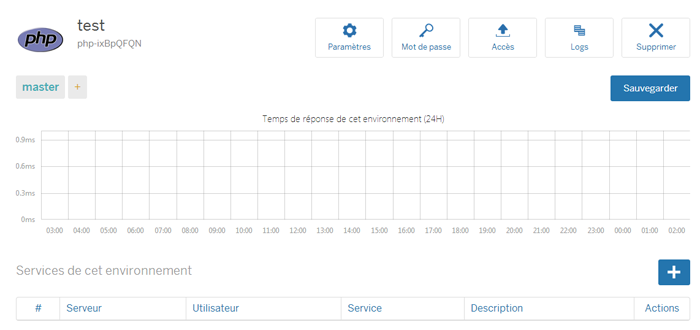 php
test
php-ixBpQFQN
Paramètres
Mot de passe
Accès
Logs
Supprimer
master
+
Sauvegarder
Temps de réponse de cet environnement (24H)
0.9ms
0.6ms
0.3ms
0ms
03:00 04:00 05:00 06:00 07:00 08:00 09:00 10:00 11:00 12:00 13:00 14:00 15:00 16:00 17:00 18:00 19:00 20:00 21:00 22:00 23:00 00:00 01:00 02:00
Services de cet environnement
# Serveur Utilisateur Service Description Actions